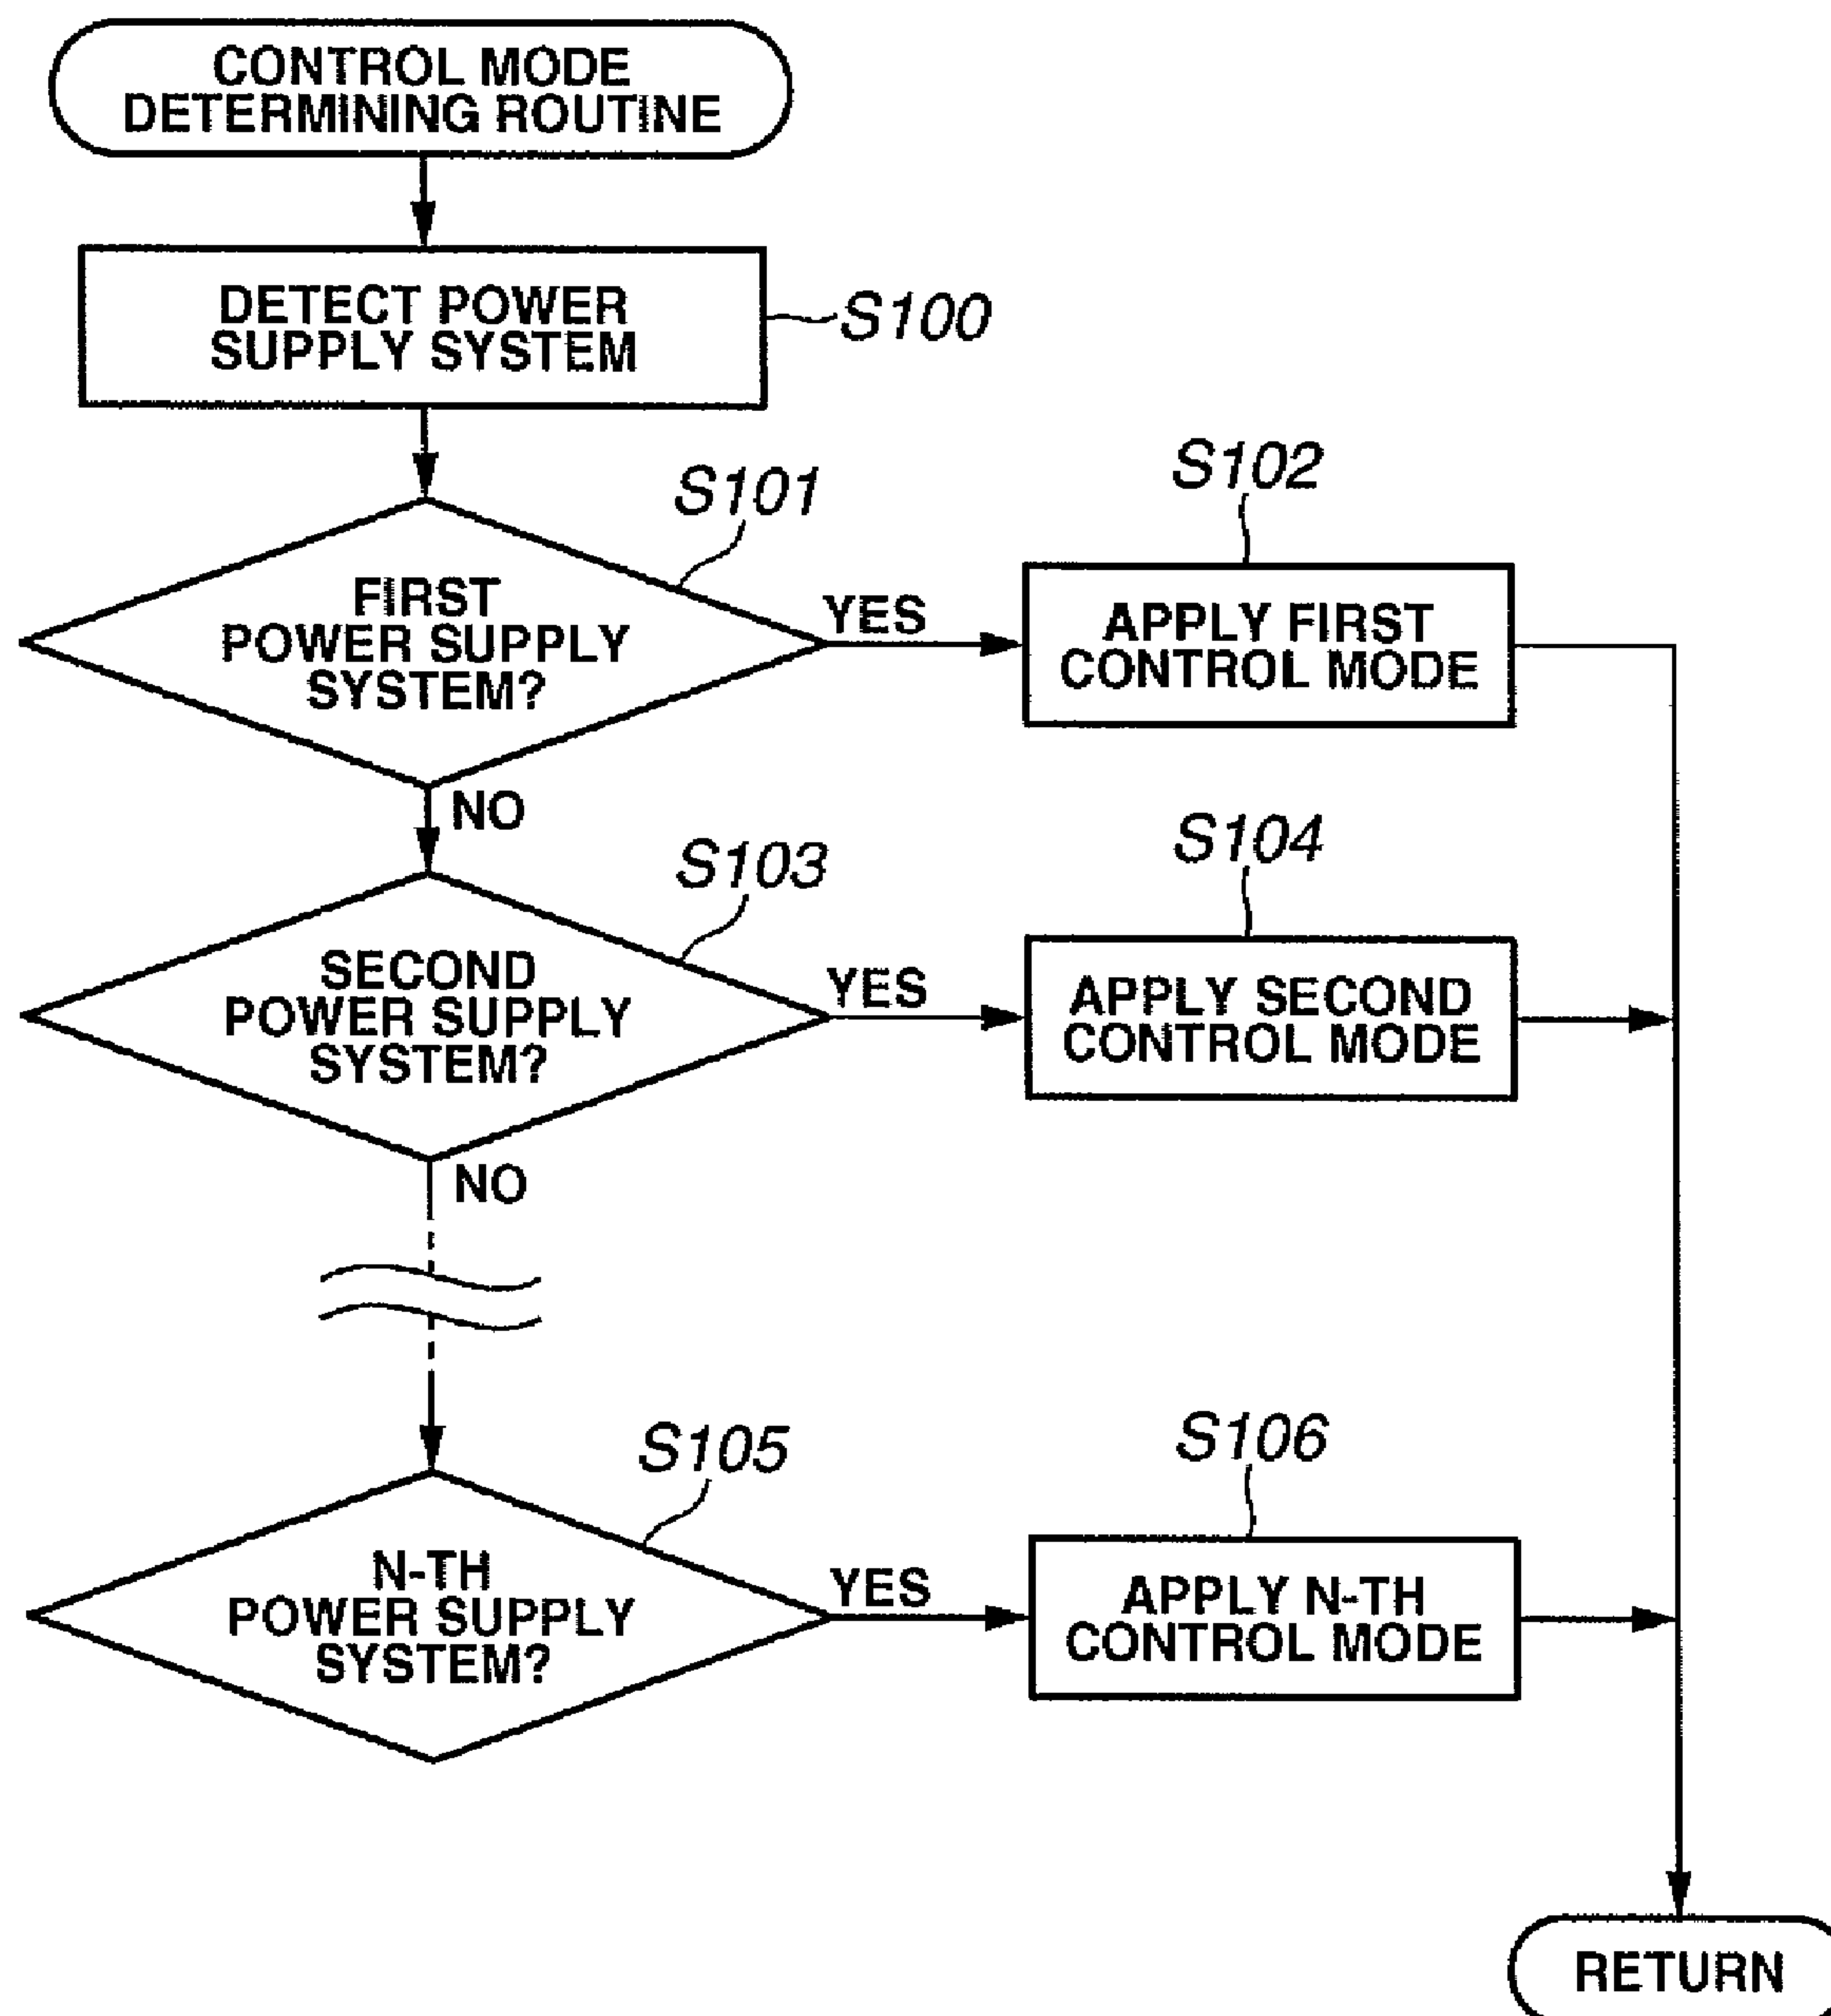 CONTROL MODE
DETERMINING ROUTINE
DETECT POWER
SUPPLY SYSTEM
S100
S101
FIRST
POWER SUPPLY
SYSTEM?
YES
NO
S102
APPLY FIRST
CONTROL MODE
S103
SECOND
POWER SUPPLY
SYSTEM?
YES
NO
S104
APPLY SECOND
CONTROL MODE
S105
N-TH
POWER SUPPLY
SYSTEM?
YES
S106
APPLY N-TH
CONTROL MODE
RETURN